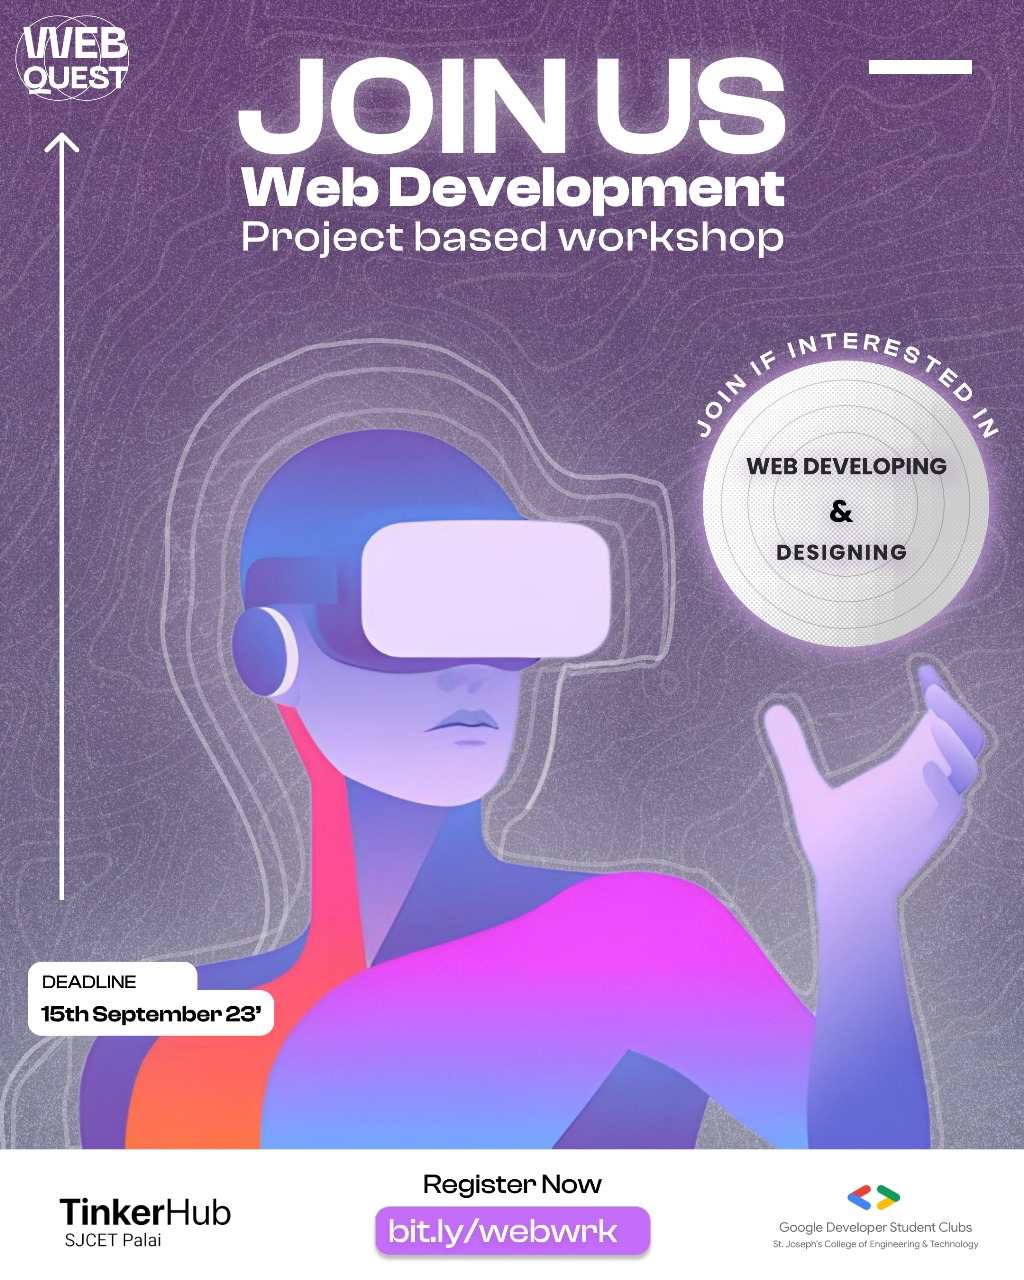 WEB
QUEST
JOIN US
Web Development
Project based workshop
JOIN IF INTERESTED IN
WEB DEVELOPING
&
DESIGNING
DEADLINE
15th September 23’
TinkerHub
SJCET Palai
Register Now
bit.ly/webwrk
Google Developer Student Clubs
St. Joseph's College of Engineering & Technology